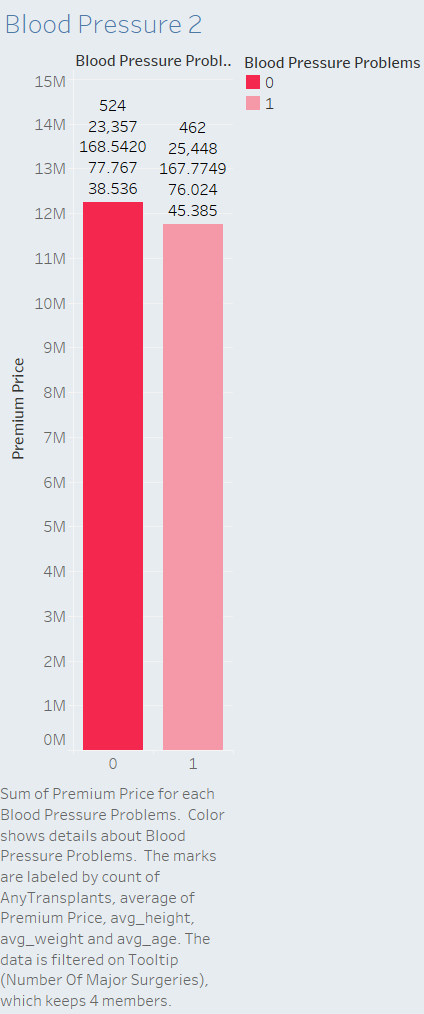 Blood Pressure 2
Blood Pressure Probl..
Blood Pressure Problems
0
1
15M
14M
13M
12M
11M
10M
9M
8M
7M
6M
5M
4M
3M
2M
1M
0M
Premium Price
524
23,357
168.5420
77.767
38.536
462
25,448
167.7749
76.024
45.385
0
1
Sum of Premium Price for each
Blood Pressure Problems. Color
shows details about Blood
Pressure Problems. The marks
are labeled by count of
AnyTransplants, average of
Premium Price, avg_height,
avg_weight and avg_age. The
data is filtered on Tooltip
(Number Of Major Surgeries),
which keeps 4 members.